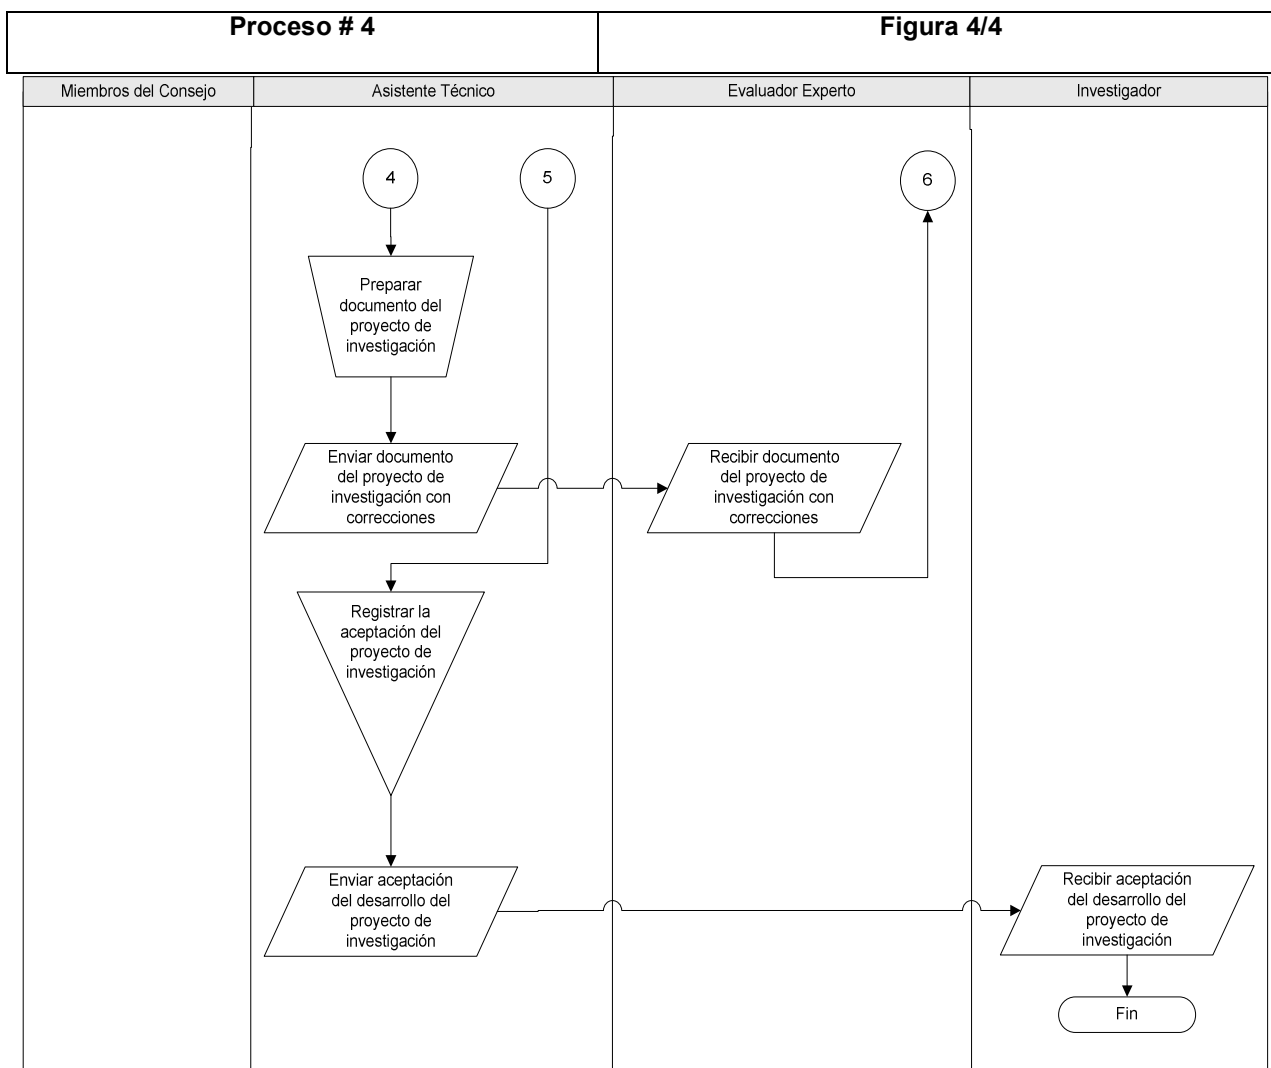 Proceso # 4
Figura 4/4
Miembros del Consejo
Asistente Técnico
Evaluador Experto
Investigador
4
5
6
Preparar
documento del
proyecto de
investigación
Enviar documento
del proyecto de
investigación con
correcciones
Recibir documento
del proyecto de
investigación con
correcciones
Registrar la
aceptación del
proyecto de
investigación
Enviar aceptación
del desarrollo del
proyecto de
investigación
Recibir aceptación
del desarrollo del
proyecto de
investigación
Fin